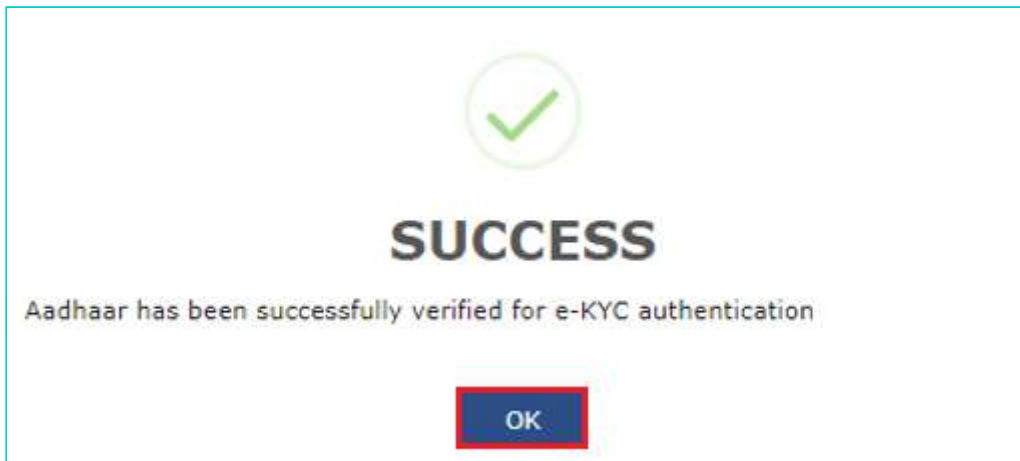 SUCCESS
Aadhaar has been successfully verified for e-KYC authentication
OK